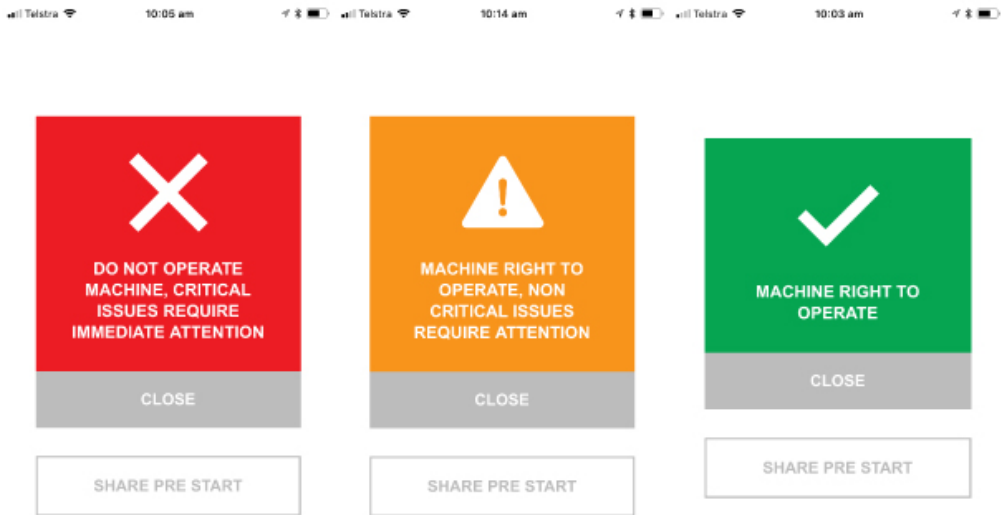 Telstra 10:05 am
DO NOT OPERATE
MACHINE, CRITICAL
ISSUES REQUIRE
IMMEDIATE ATTENTION
CLOSE
SHARE PRE START
Telstra 10:14 am
MACHINE RIGHT TO
OPERATE, NON
CRITICAL ISSUES
REQUIRE ATTENTION
CLOSE
SHARE PRE START
Telstra 10:03 am
MACHINE RIGHT TO
OPERATE
CLOSE
SHARE PRE START